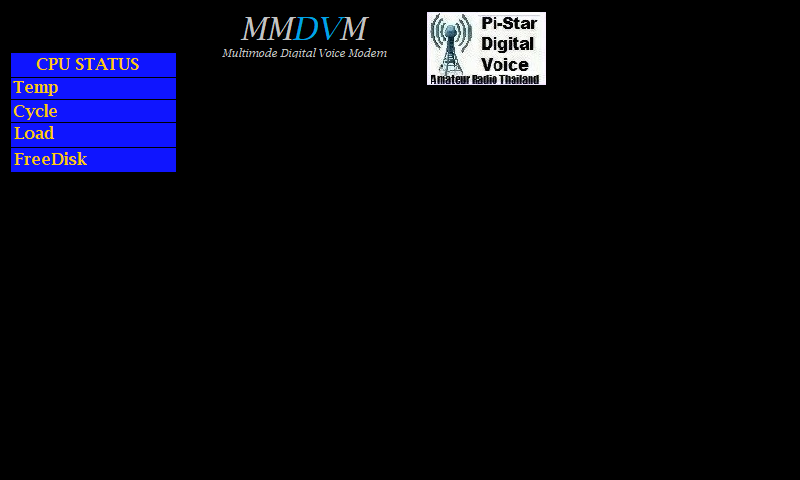 MMDVM
Multimode Digital Voice Modem
Pi-Star
Digital
Voice
Amateur Radio Thailand
CPU STATUS
Temp
Cycle
Load
FreeDisk